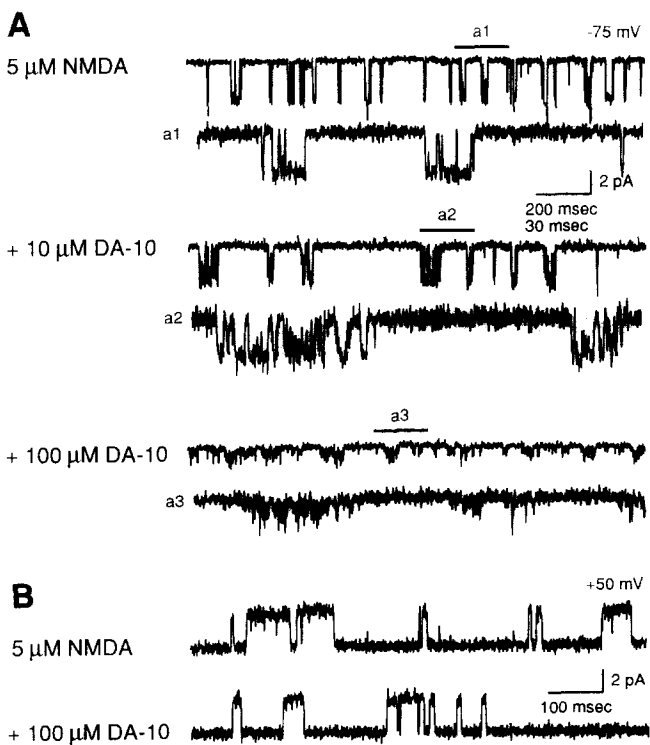 A
a1
-75 mV
5 µM NMDA
a1
2 pA
200 msec
30 msec
a2
+ 10 µM DA-10
a2
a3
+ 100 µM DA-10
a3
B
+50 mV
5 µM NMDA
2 pA
100 msec
+ 100 µM DA-10